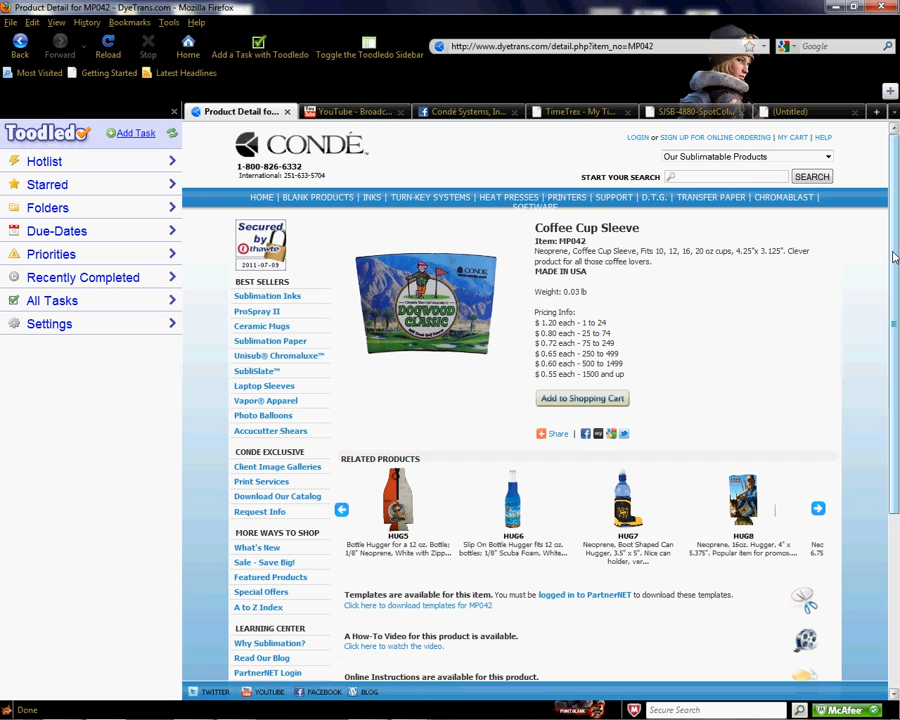 Product Detail for MP042 - DyeTrans.com - Mozilla Firefox
File Edit View History Bookmarks Tools Help
Back Forward Reload Stop Home Add a Task with Toodledo Toggle the Toodledo Sidebar
http://www.dyetrans.com/detail.php?item_no=MP042
Google
Most Visited Getting Started Latest Headlines
Product Detail fo... YouTube - Broadc... Condé Systems, In... TimeTrex - My Ti... SJSB-4880-SpotCol... (Untitled)
Toodledo Add Task
Hotlist
Starred
Folders
Due-Dates
Priorities
Recently Completed
All Tasks
Settings
CONDÉ
1-800-826-6332
International: 251-633-5704
LOGIN or SIGN UP FOR ONLINE ORDERING | MY CART | HELP
Our Sublimatable Products
START YOUR SEARCH SEARCH
HOME | BLANK PRODUCTS | INKS | TURN-KEY SYSTEMS | HEAT PRESSES | PRINTERS | SUPPORT | D.T.G. | TRANSFER PAPER | CHROMABLAST |
SOFTWARE
Secured
by
thawte
2011-07-09
BEST SELLERS
Sublimation Inks
ProSpray II
Ceramic Mugs
Sublimation Paper
Unisub® Chromaluxe™
SubliSlate™
Laptop Sleeves
Vapor® Apparel
Photo Balloons
Accucutter Shears
CONDE EXCLUSIVE
Client Image Galleries
Print Services
Download Our Catalog
Request Info
MORE WAYS TO SHOP
What's New
Sale - Save Big!
Featured Products
Special Offers
A to Z Index
LEARNING CENTER
Why Sublimation?
Read Our Blog
PartnerNET Login
CONDE
DOGWOOD
CLASSIC
Coffee Cup Sleeve
Item: MP042
Neoprene, Coffee Cup Sleeve, Fits 10, 12, 16, 20 oz cups, 4.25"x 3.125". Clever
product for all those coffee lovers.
MADE IN USA
Weight: 0.03 lb
Pricing Info:
$ 1.20 each - 1 to 24
$ 0.80 each - 25 to 74
$ 0.72 each - 75 to 249
$ 0.65 each - 250 to 499
$ 0.60 each - 500 to 1499
$ 0.55 each - 1500 and up
Add to Shopping Cart
Share |
RELATED PRODUCTS
HUG5
Bottle Hugger for a 12 oz. Bottle;
1/8" Neoprene, White with Zipp...
HUG6
Slip On Bottle Hugger fits 12 oz.
bottles; 1/8" Scuba Foam, White...
HUG7
Neoprene, Boot Shaped Can
Hugger, 3.5" x 5". Nice can
holder, ver...
HUG8
Neoprene, 16oz. Hugger, 4" x
5.375". Popular item for promos....
Nec
6.75
Templates are available for this item. You must be logged in to PartnerNET to download these templates.
Click here to download templates for MP042
A How-To Video for this product is available.
Click here to watch the video.
Online Instructions are available for this product.
TWITTER YOUTUBE FACEBOOK BLOG
Done
Secure Search
McAfee